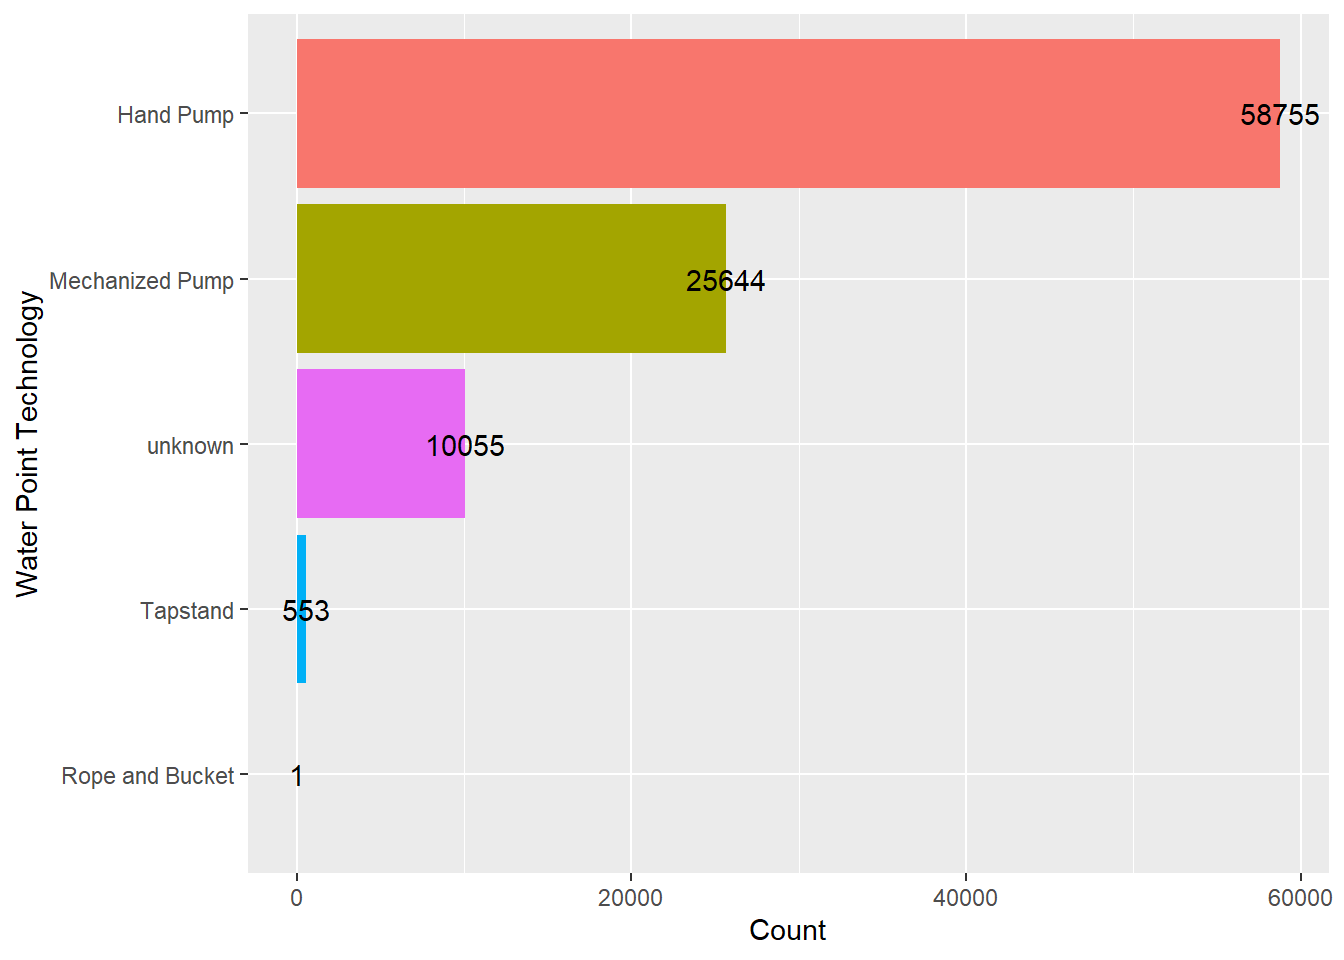 Water Point Technology
Hand Pump
58755
Mechanized Pump
25644
unknown
10055
Tapstand
553
Rope and Bucket
1
0
20000
40000
60000
Count